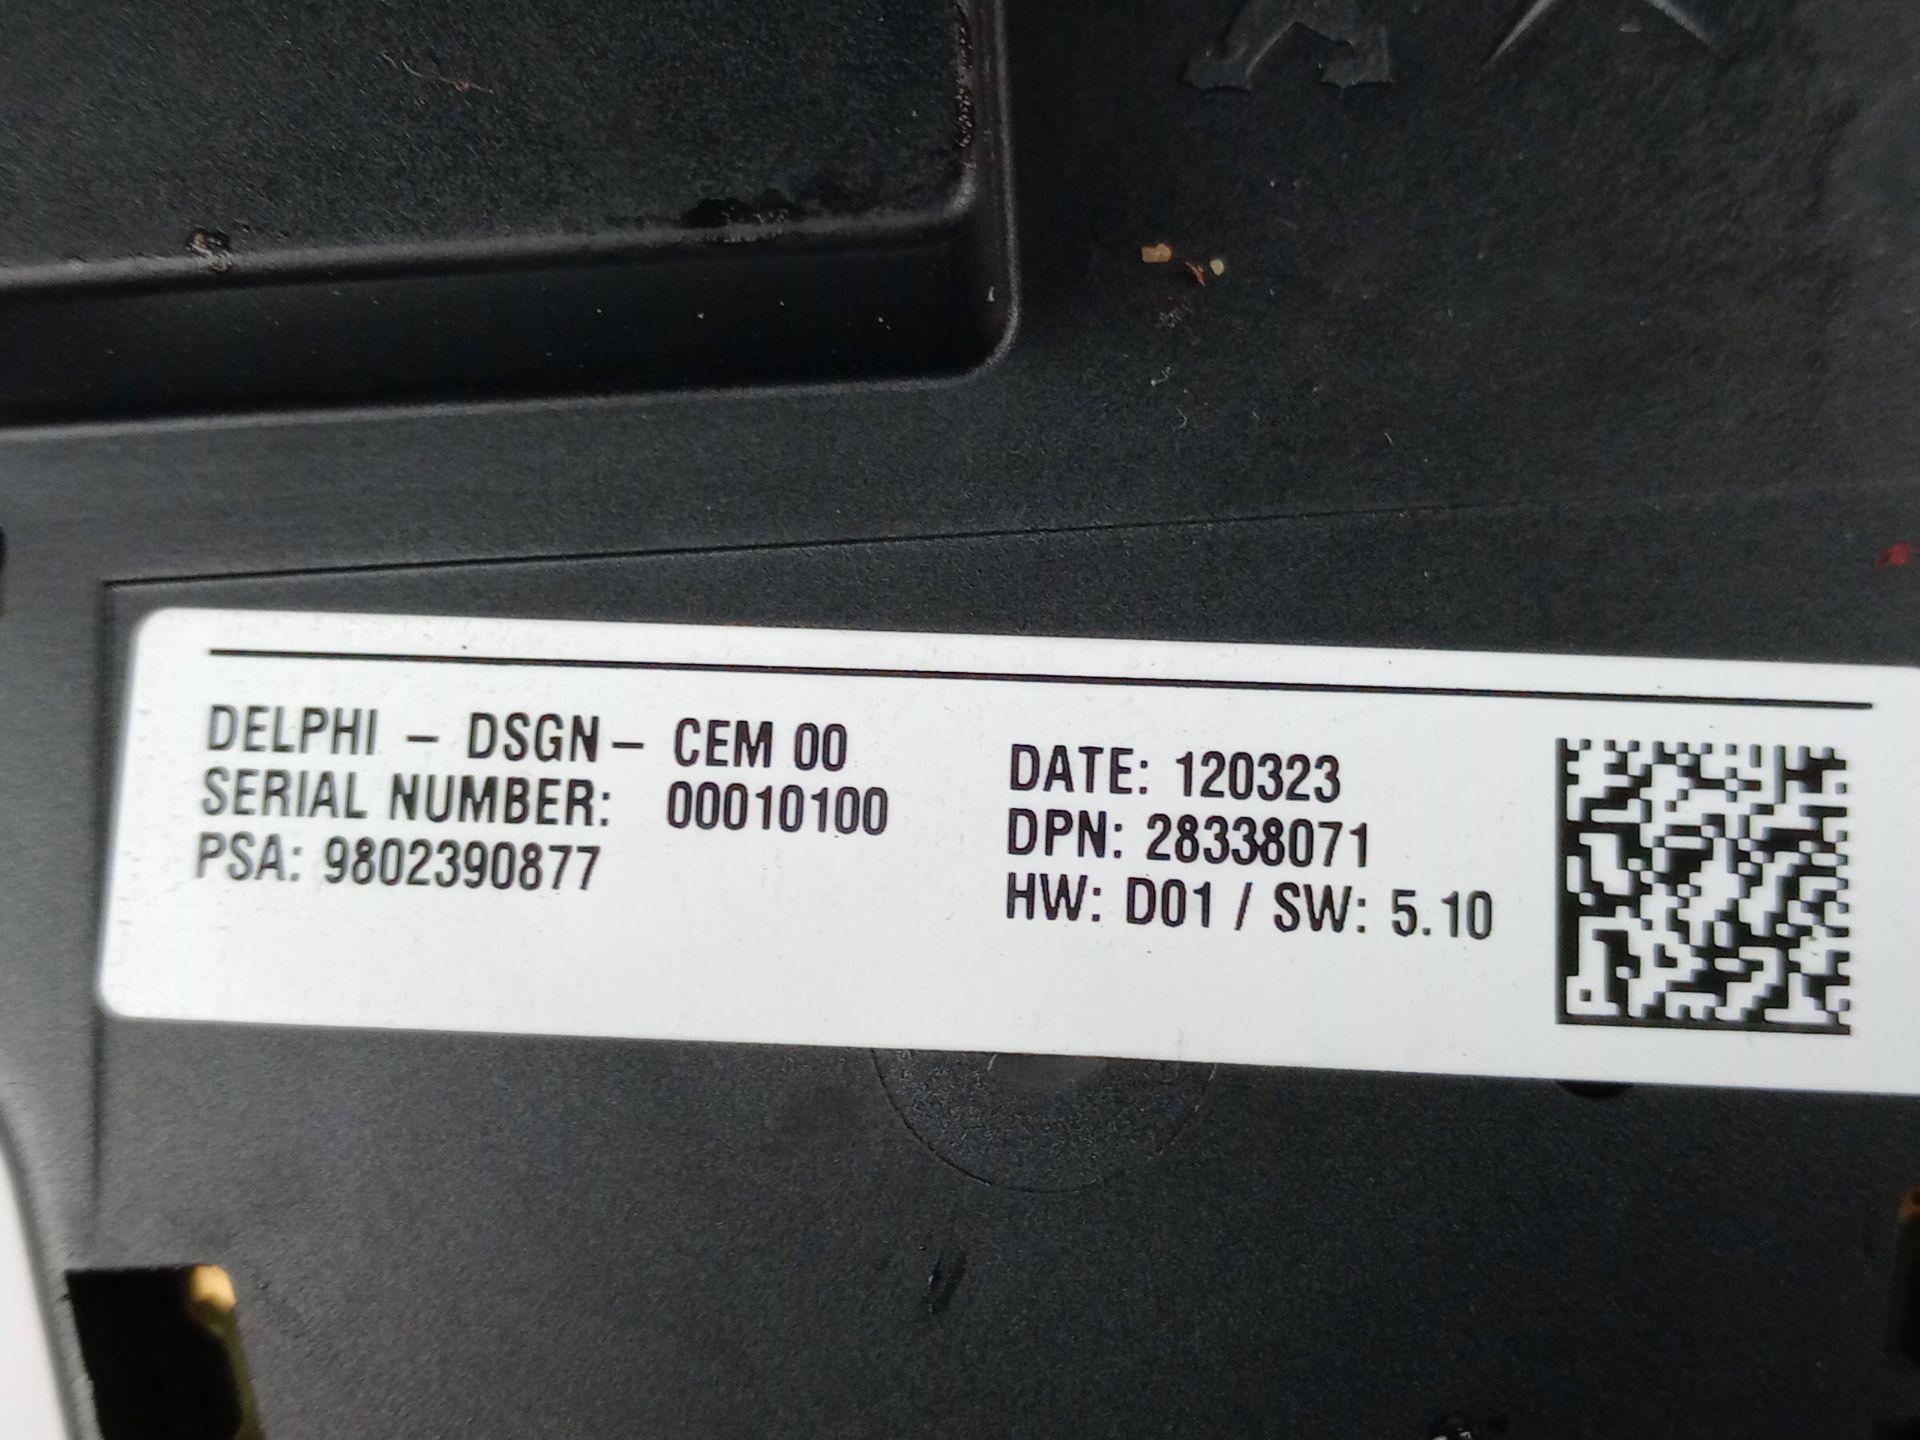 DELPHI - DSGN - CEM 00
SERIAL NUMBER: 00010100
PSA: 9802390877
DATE: 120323
DPN: 28338071
HW: D01 / SW: 5.10